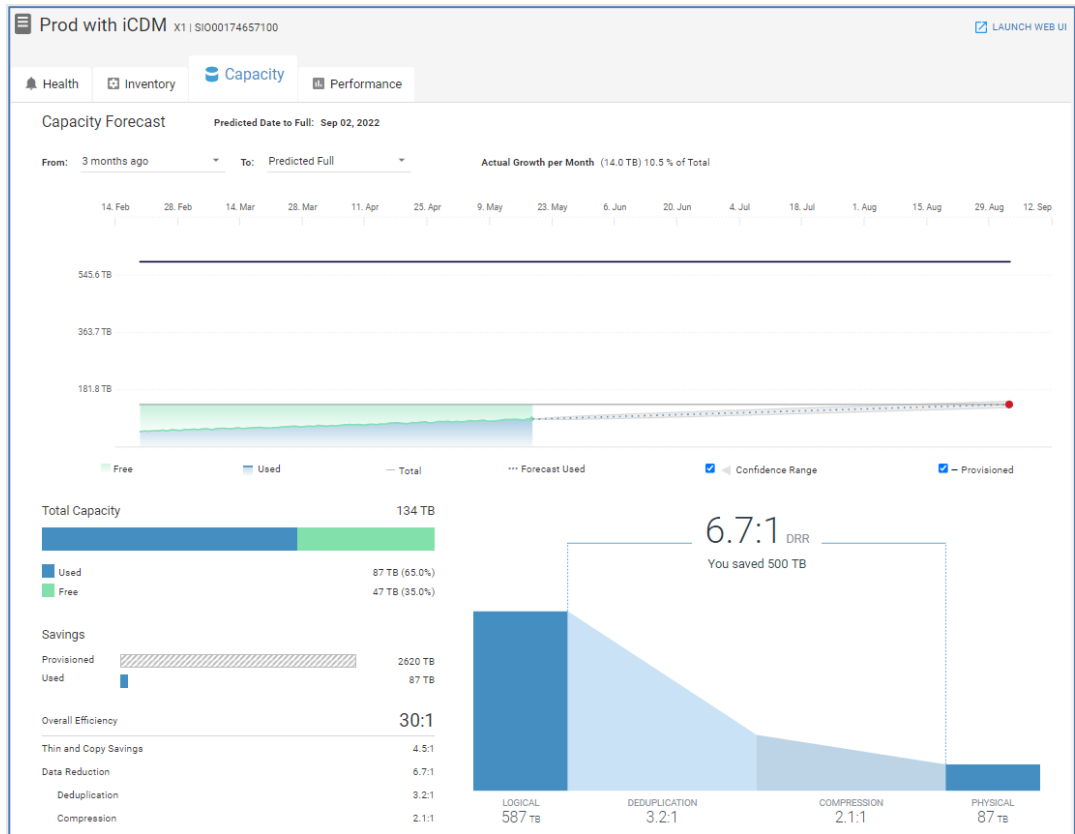 Prod with iCDM X1 | SIO00174657100
LAUNCH WEB UI
Health Inventory Capacity Performance
Capacity Forecast Predicted Date to Full: Sep 02, 2022
From: 3 months ago To: Predicted Full Actual Growth per Month (14.0 TB) 10.5 % of Total
14. Feb 28. Feb 14. Mar 28. Mar 11. Apr 25. Apr 9. May 23. May 6. Jun 20. Jun 4. Jul 18. Jul 1. Aug 15. Aug 29. Aug 12. Sep
545.6 TB
363.7 TB
181.8 TB
Free Used Total Forecast Used Confidence Range Provisioned
Total Capacity 134 TB
Used 87 TB (65.0%)
Free 47 TB (35.0%)
Savings
Provisioned 2620 TB
Used 87 TB
Overall Efficiency 30:1
Thin and Copy Savings 4.5:1
Data Reduction 6.7:1
Deduplication 3.2:1
Compression 2.1:1
6.7:1 DRR
You saved 500 TB
LOGICAL DEDUPLICATION COMPRESSION PHYSICAL
587 TB 3.2:1 2.1:1 87 TB